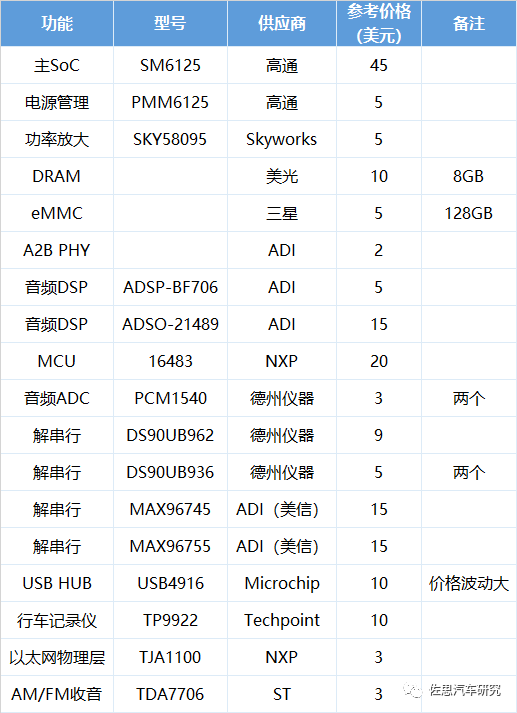 功能 型号 供应商 参考价格（美元） 备注
主SoC SM6125 高通 45
电源管理 PMM6125 高通 5
功率放大 SKY58095 Skyworks 5
DRAM 美光 10 8GB
eMMC 三星 5 128GB
A2B PHY ADI 2
音频DSP ADSP-BF706 ADI 5
音频DSP ADSO-21489 ADI 15
MCU 16483 NXP 20
音频ADC PCM1540 德州仪器 3 两个
解串行 DS90UB962 德州仪器 9
解串行 DS90UB936 德州仪器 5 两个
解串行 MAX96745 ADI（美信） 15
解串行 MAX96755 ADI（美信） 15
USB HUB USB4916 Microchip 10 价格波动大
行车记录仪 TP9922 Techpoint 10
以太网物理层 TJA1100 NXP 3
AM/FM收音 TDA7706 ST 3
佐思汽车研究